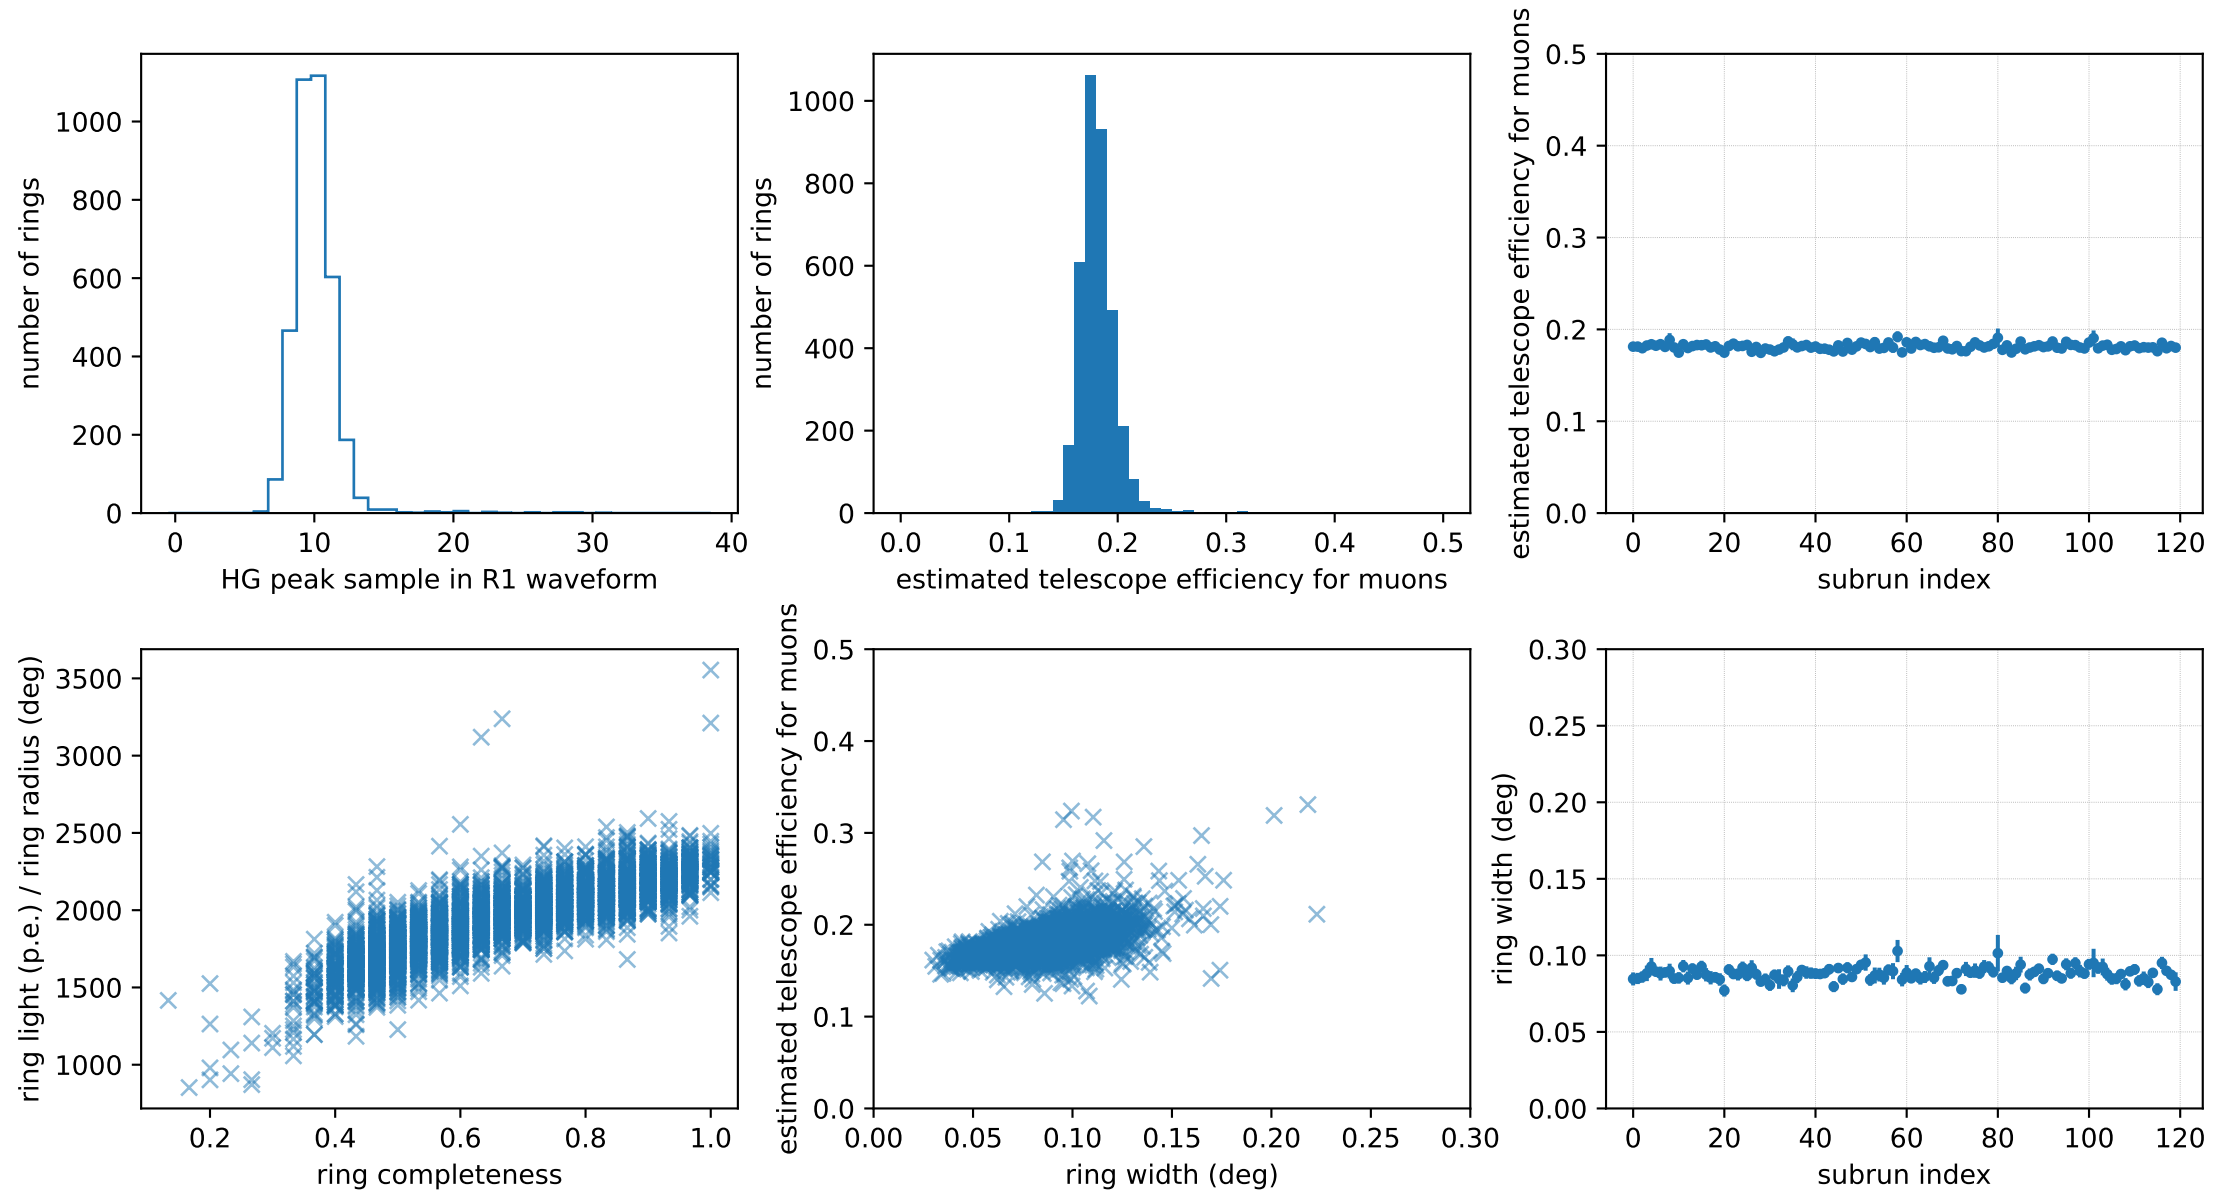 number of rings
1000
800
600
400
200
0
0 10 20 30 40
HG peak sample in R1 waveform
number of rings
1000
800
600
400
200
0
0.0 0.1 0.2 0.3 0.4 0.5
estimated telescope efficiency for muons
estimated telescope efficiency for muons
0.5
0.4
0.3
0.2
0.1
0.0
0 20 40 60 80 100 120
subrun index
ring light (p.e.) / ring radius (deg)
3500
3000
2500
2000
1500
1000
0.2 0.4 0.6 0.8 1.0
ring completeness
estimated telescope efficiency for muons
0.5
0.4
0.3
0.2
0.1
0.0
0.00 0.05 0.10 0.15 0.20 0.25 0.30
ring width (deg)
ring width (deg)
0.30
0.25
0.20
0.15
0.10
0.05
0.00
0 20 40 60 80 100 120
subrun index